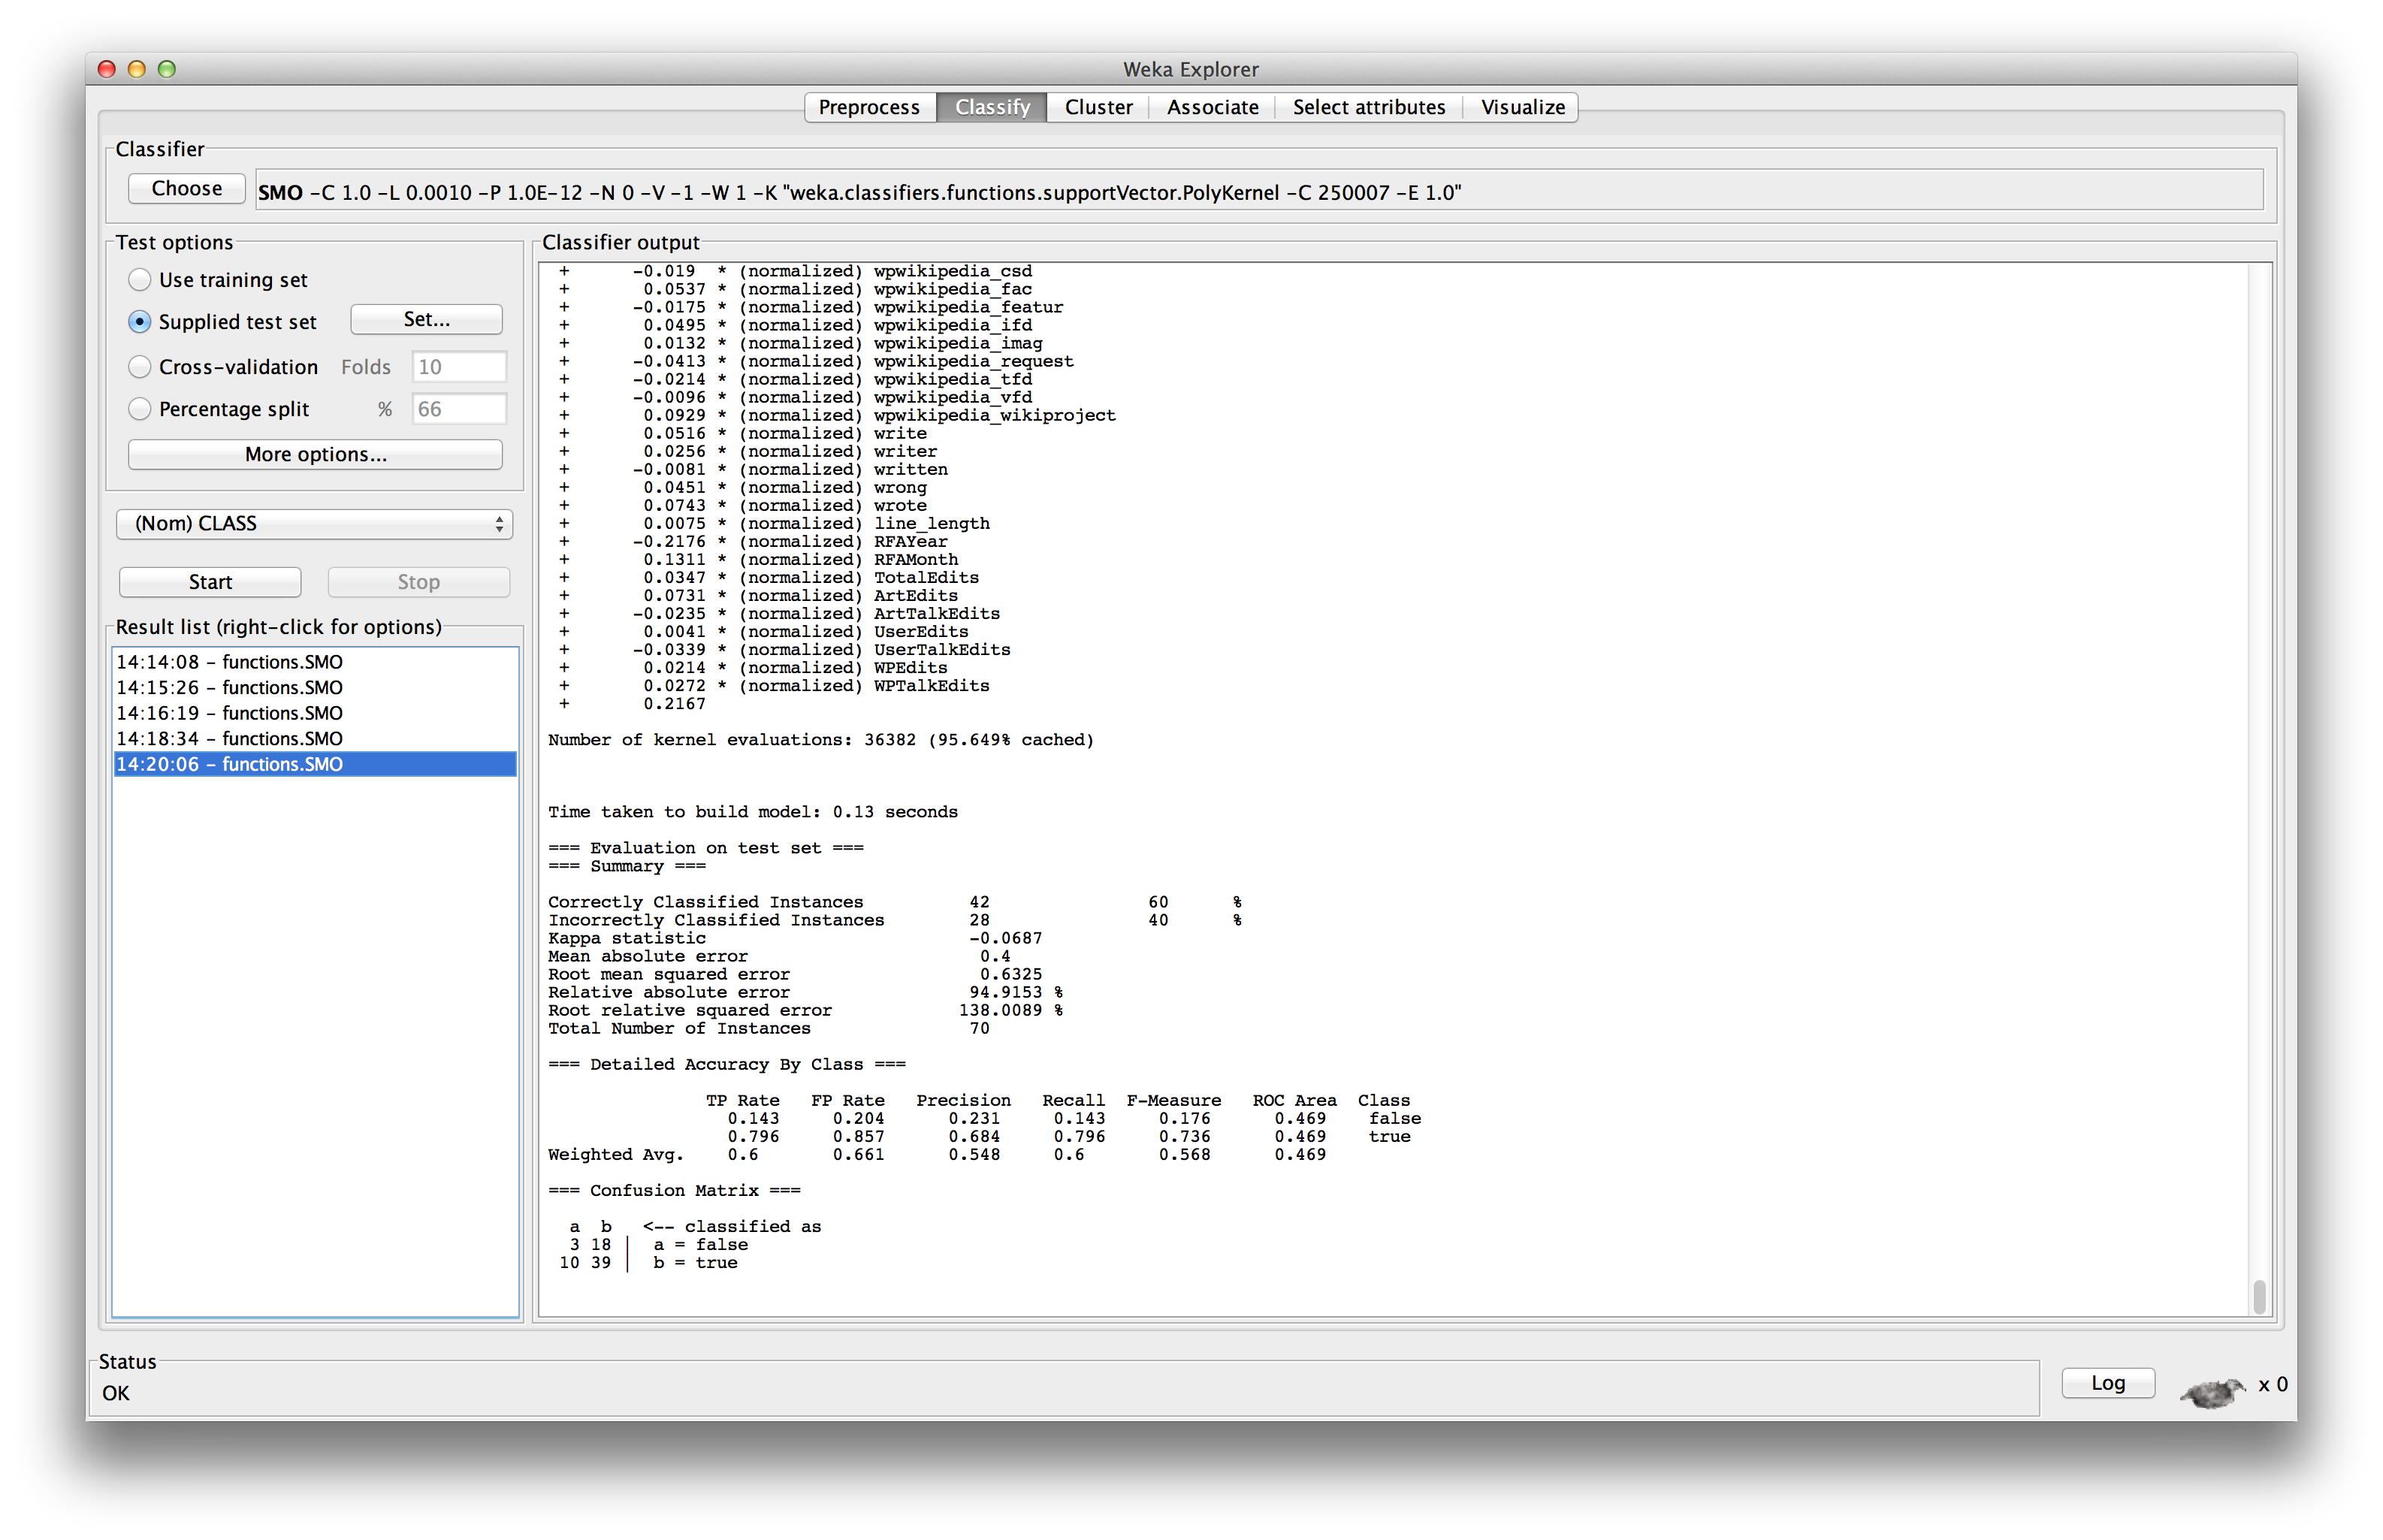 Weka Explorer
Preprocess Classify Cluster Associate Select attributes Visualize
Classifier
Choose SMO -C 1.0 -L 0.0010 -P 1.0E-12 -N 0 -V -1 -W 1 -K "weka.classifiers.functions.supportVector.PolyKernel -C 250007 -E 1.0"
Test options
Use training set
Supplied test set Set...
Cross-validation Folds 10
Percentage split % 66
More options...
(Nom) CLASS
Start Stop
Result list (right-click for options)
14:14:08 - functions.SMO
14:15:26 - functions.SMO
14:16:19 - functions.SMO
14:18:34 - functions.SMO
14:20:06 - functions.SMO
Classifier output
+ -0.019 * (normalized) wpwikipedia_csd
+ 0.0537 * (normalized) wpwikipedia_fac
+ -0.0175 * (normalized) wpwikipedia_featur
+ 0.0495 * (normalized) wpwikipedia_ifd
+ 0.0132 * (normalized) wpwikipedia_imag
+ -0.0413 * (normalized) wpwikipedia_request
+ -0.0214 * (normalized) wpwikipedia_tfd
+ -0.0096 * (normalized) wpwikipedia_vfd
+ 0.0929 * (normalized) wpwikipedia_wikiproject
+ 0.0516 * (normalized) write
+ 0.0256 * (normalized) writer
+ -0.0081 * (normalized) written
+ 0.0451 * (normalized) wrong
+ 0.0743 * (normalized) wrote
+ 0.0075 * (normalized) line_length
+ -0.2176 * (normalized) RFAYear
+ 0.1311 * (normalized) RFAMonth
+ 0.0347 * (normalized) TotalEdits
+ 0.0731 * (normalized) ArtEdits
+ -0.0235 * (normalized) ArtTalkEdits
+ 0.0041 * (normalized) UserEdits
+ -0.0339 * (normalized) UserTalkEdits
+ 0.0214 * (normalized) WPEdits
+ 0.0272 * (normalized) WPTalkEdits
+ 0.2167
Number of kernel evaluations: 36382 (95.649% cached)
Time taken to build model: 0.13 seconds
=== Evaluation on test set ===
=== Summary ===
Correctly Classified Instances 42 60 %
Incorrectly Classified Instances 28 40 %
Kappa statistic -0.0687
Mean absolute error 0.4
Root mean squared error 0.6325
Relative absolute error 94.9153 %
Root relative squared error 138.0089 %
Total Number of Instances 70
=== Detailed Accuracy By Class ===
TP Rate FP Rate Precision Recall F-Measure ROC Area Class
0.143 0.204 0.231 0.143 0.176 0.469 false
0.796 0.857 0.684 0.796 0.736 0.469 true
Weighted Avg. 0.6 0.661 0.548 0.6 0.568 0.469
=== Confusion Matrix ===
a b <-- classified as
3 18 | a = false
10 39 | b = true
Status
OK
Log x 0